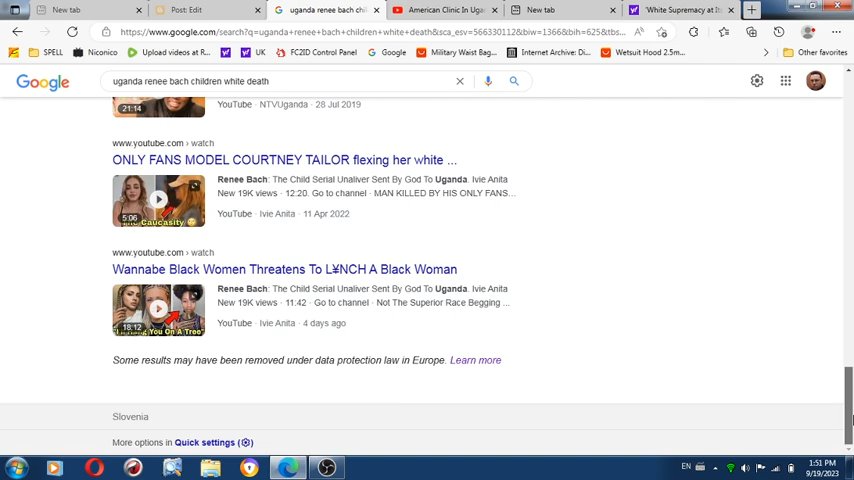 New tab
Post: Edit
uganda renee bach chil
American Clinic In Ugan
New tab
'White Supremacy at Its
https://www.google.com/search?q=uganda+renee+bach+children+white+death&sca_esv=566330112&biw=1366&bih=625&tbs...
SPELL
Niconico
Upload videos at R...
UK
FC2ID Control Panel
Google
Military Waist Bag...
Internet Archive: Di...
Wetsuit Hood 2.5m...
Other favorites
Google
uganda renee bach children white death
21:14
YouTube · NTVUganda · 28 Jul 2019
www.youtube.com › watch
ONLY FANS MODEL COURTNEY TAILOR flexing her white ...
Renee Bach: The Child Serial Unaliver Sent By God To Uganda. Ivie Anita
New 19K views · 12:20. Go to channel · MAN KILLED BY HIS ONLY FANS...
5:06
The Caucasity
YouTube · Ivie Anita · 11 Apr 2022
www.youtube.com › watch
Wannabe Black Women Threatens To L¥NCH A Black Woman
Renee Bach: The Child Serial Unaliver Sent By God To Uganda. Ivie Anita
New 19K views · 11:42 · Go to channel · Not The Superior Race Begging ...
18:12
You On A Tree"
YouTube · Ivie Anita · 4 days ago
Some results may have been removed under data protection law in Europe. Learn more
Slovenia
More options in Quick settings
EN
1:51 PM
9/19/2023